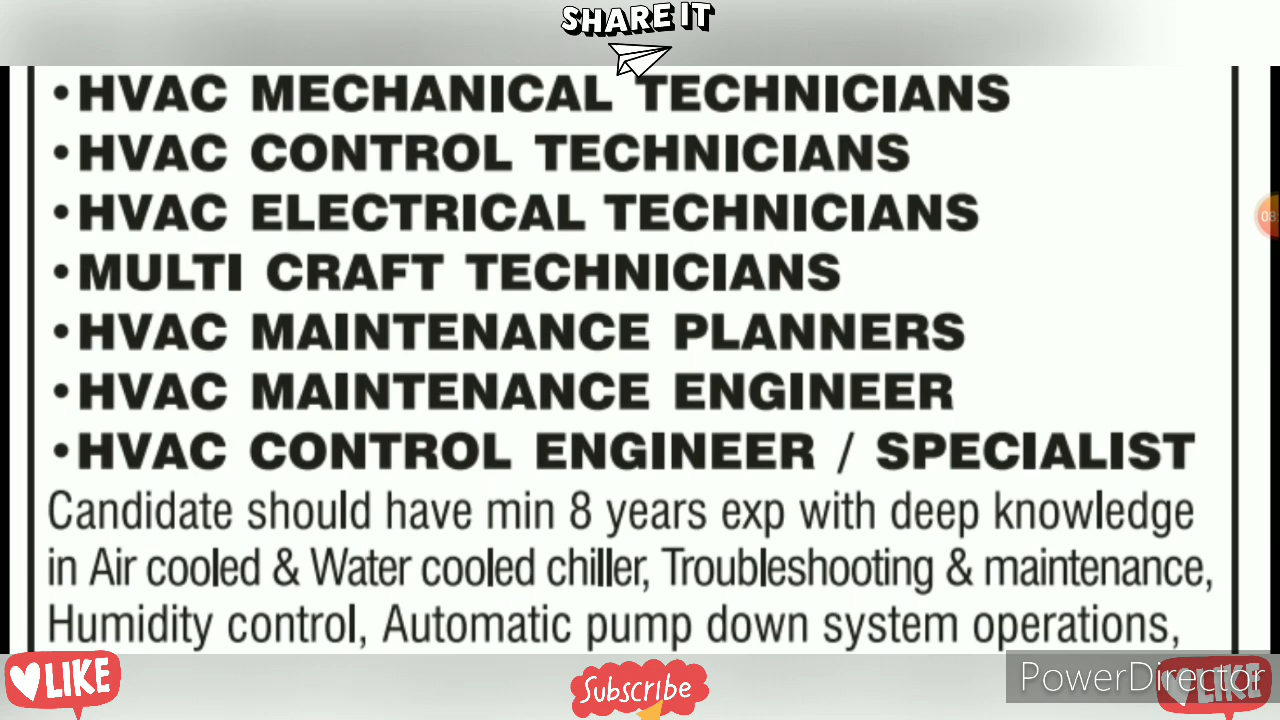 SHARE IT
•HVAC MECHANICAL TECHNICIANS
•HVAC CONTROL TECHNICIANS
•HVAC ELECTRICAL TECHNICIANS
•MULTI CRAFT TECHNICIANS
•HVAC MAINTENANCE PLANNERS
•HVAC MAINTENANCE ENGINEER
•HVAC CONTROL ENGINEER / SPECIALIST
Candidate should have min 8 years exp with deep knowledge
in Air cooled & Water cooled chiller, Troubleshooting & maintenance,
Humidity control, Automatic pump down system operations,
LIKE
Subscribe
PowerDirector
LIKE